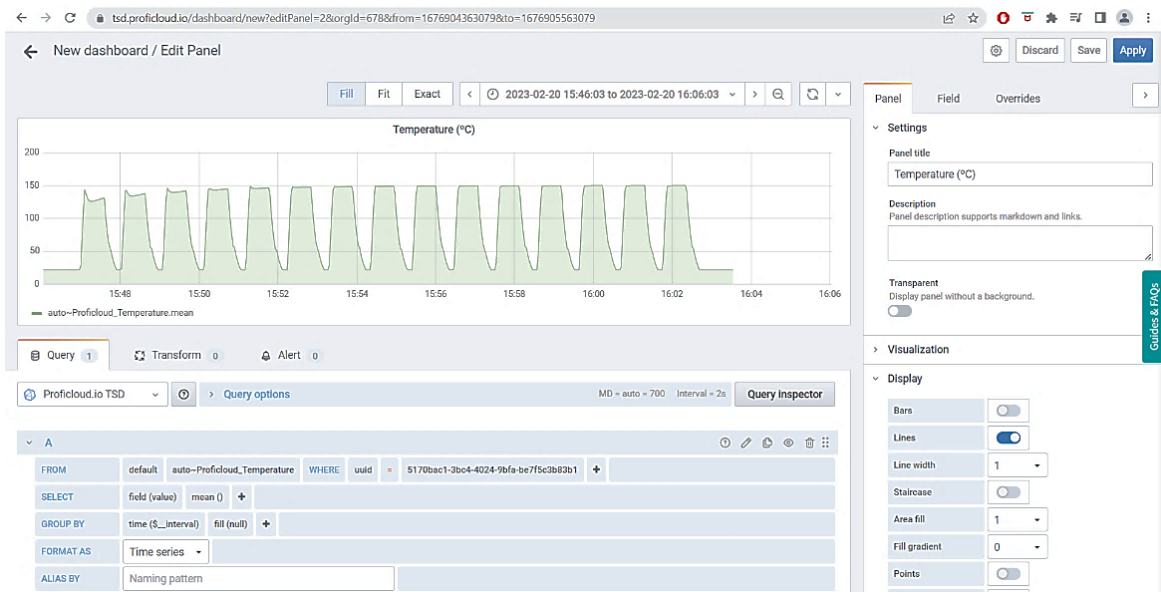 tsd.proficloud.io/dashboard/new?editPanel=2&orgId=678&from=1676904363079&to=1676905563079
New dashboard / Edit Panel
Discard
Save
Apply
Fill
Fit
Exact
2023-02-20 15:46:03 to 2023-02-20 16:06:03
Temperature (ºC)
200
150
100
50
0
15:48 15:50 15:52 15:54 15:56 15:58 16:00 16:02 16:04 16:06
auto~Proficloud_Temperature.mean
Query 1
Transform 0
Alert 0
Proficloud.io TSD
Query options
MD = auto = 700 Interval = 2s
Query Inspector
A
FROM default auto~Proficloud_Temperature WHERE uuid = 5170bac1-3bc4-4024-9bfa-be7f5c3b83b1 +
SELECT field (value) mean () +
GROUP BY time ($__interval) fill (null) +
FORMAT AS Time series
ALIAS BY Naming pattern
Panel
Field
Overrides
Settings
Panel title
Temperature (ºC)
Description
Panel description supports markdown and links.
Transparent
Display panel without a background.
Visualization
Display
Bars
Lines
Line width 1
Staircase
Area fill 1
Fill gradient 0
Points
Guides & FAQs